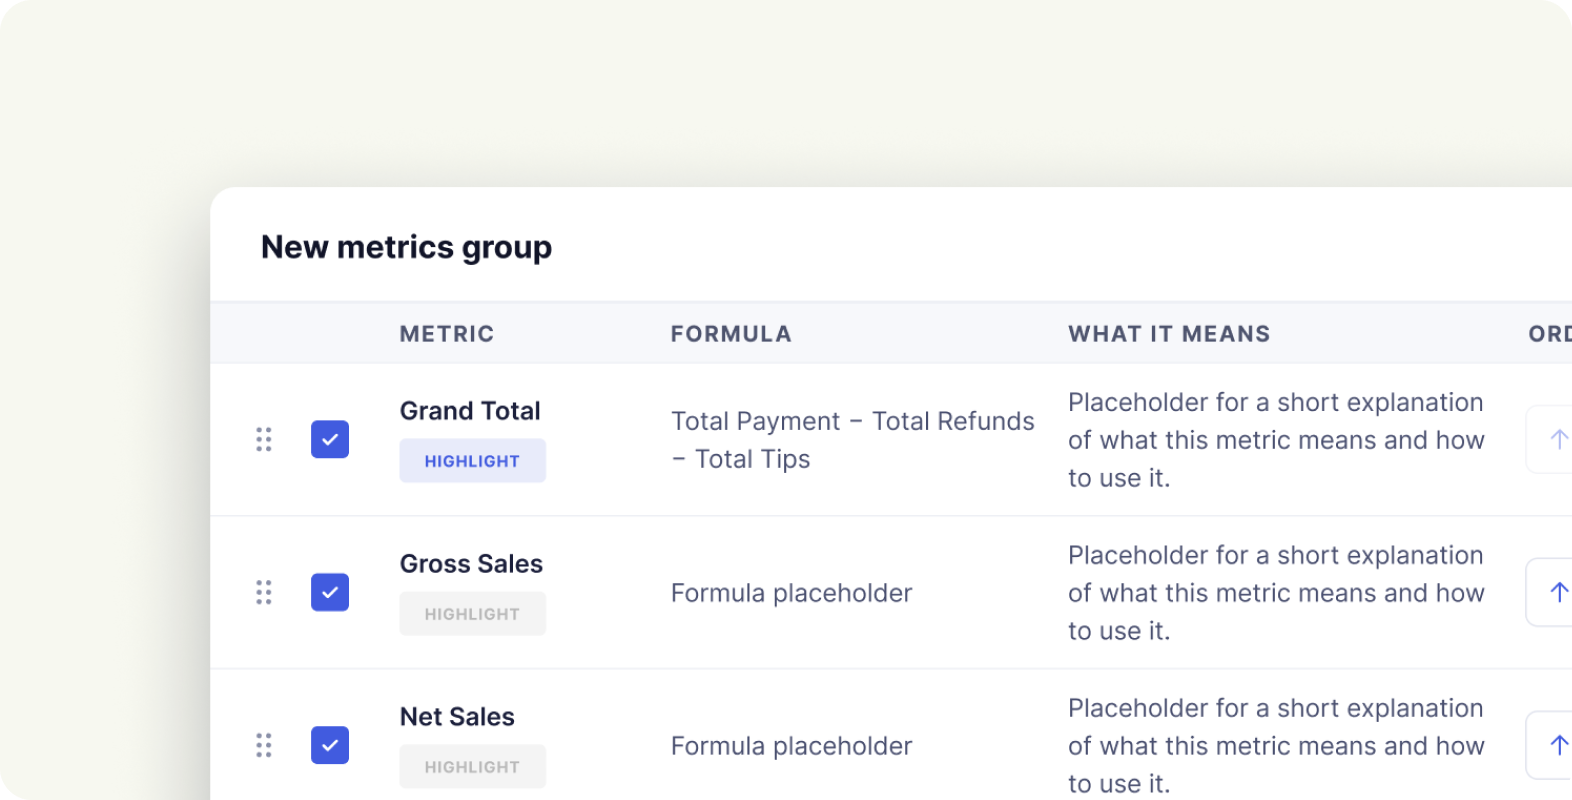 New metrics group
METRIC FORMULA WHAT IT MEANS
Grand Total
HIGHLIGHT
Total Payment – Total Refunds
– Total Tips
Placeholder for a short explanation
of what this metric means and how
to use it.
Gross Sales
HIGHLIGHT
Formula placeholder
Placeholder for a short explanation
of what this metric means and how
to use it.
Net Sales
HIGHLIGHT
Formula placeholder
Placeholder for a short explanation
of what this metric means and how
to use it.